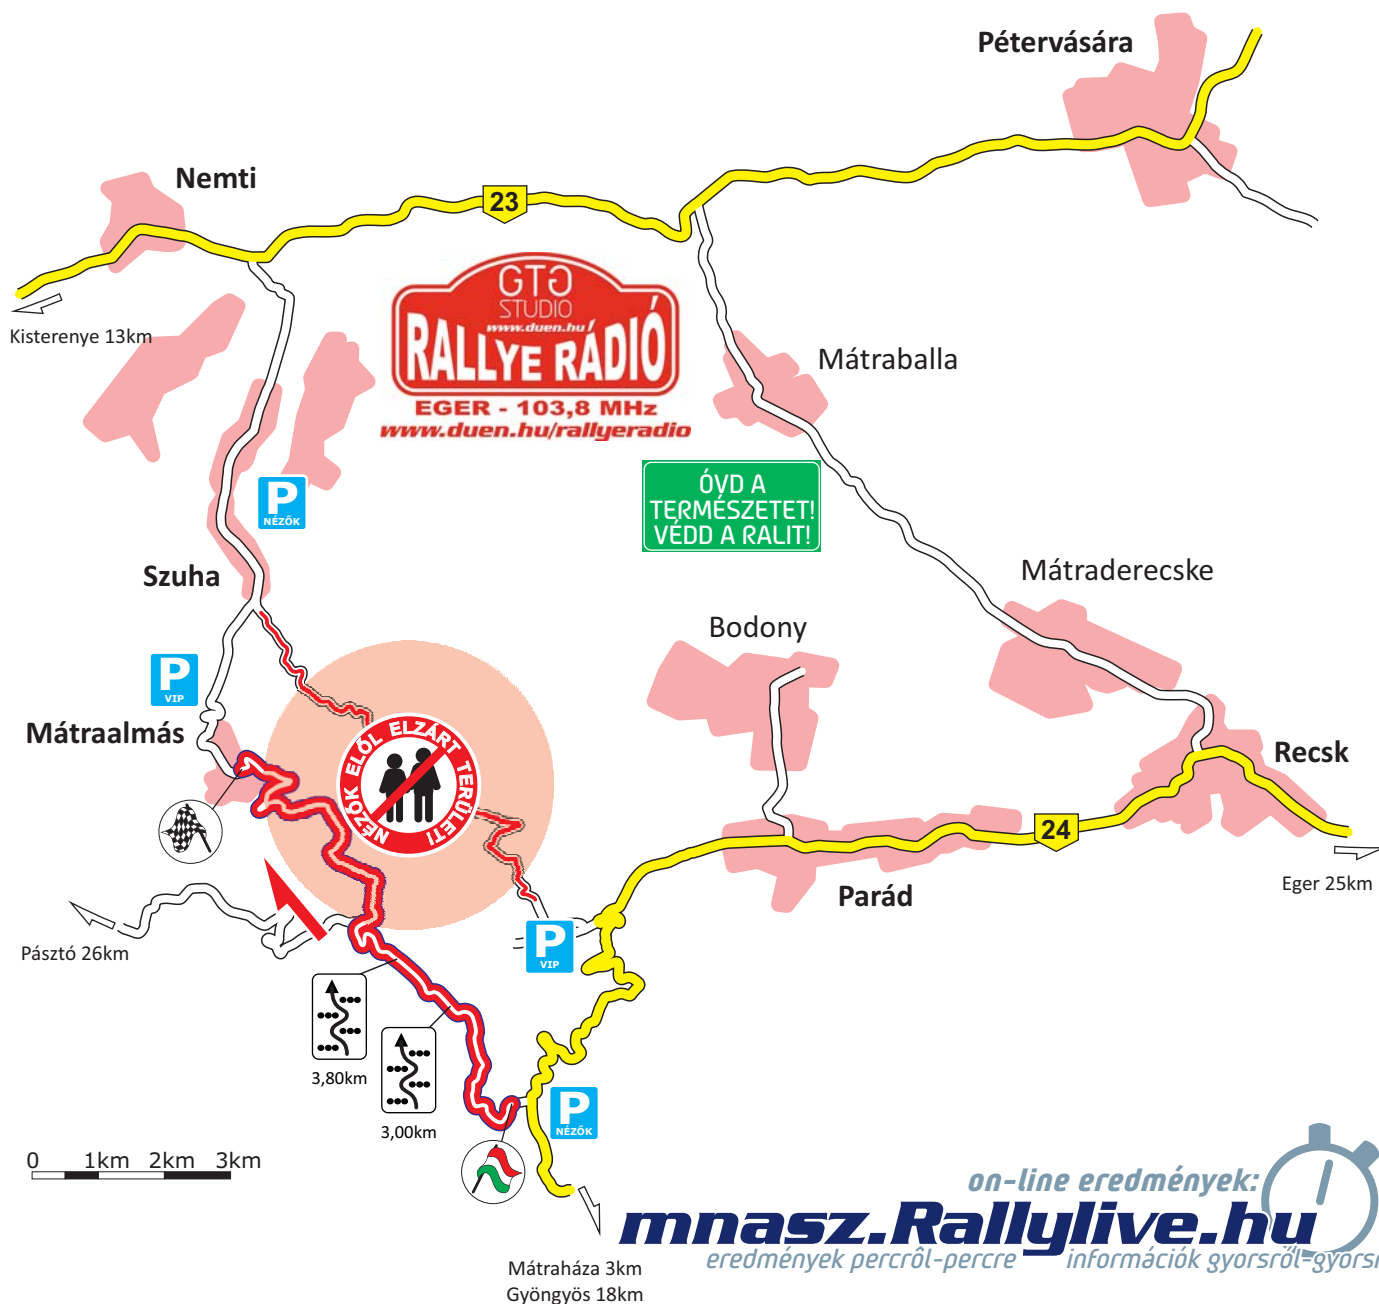 Pétervására
Nemti
23
GTG
STUDIO
www.duen.hu
RALLYE RÁDIÓ
EGER - 103,8 MHz
www.duen.hu/rallyeradio
Kisterenye 13km
Mátraballa
P
NÉZŐK
ÓVD A
TERMÉSZETET!
VÉDD A RALIT!
Szuha
Mátraderecske
Bodony
P
VIP
Mátraalmás
NÉZŐK ELŐL ELZÁRT TERÜLET!
Recsk
24
Eger 25km
Parád
Pásztó 26km
P
VIP
3,80km
3,00km
P
NÉZŐK
0 1km 2km 3km
on-line eredmények:
mnasz.Rallylive.hu
eredmények percrôl-percre információk gyorsról-gyorsr
Mátraháza 3km
Gyöngyös 18km